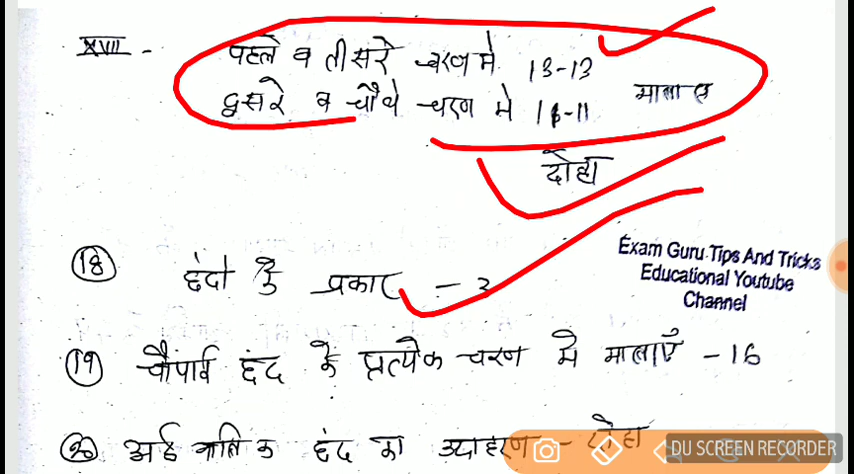 XVII - पहले व तीसरे चरण मे 13-13
दूसरे व चौथे चरण मे 11-11 मात्राएं
दोहा
(18) छंदो के प्रकार - 3
Exam Guru Tips And Tricks
Educational Youtube
Channel
(19) चौपाई छंद के प्रत्येक चरण मे मात्राएँ - 16
(20) अर्द्ध मात्रिक छंद का उदाहरण - दोहा
DU SCREEN RECORDER